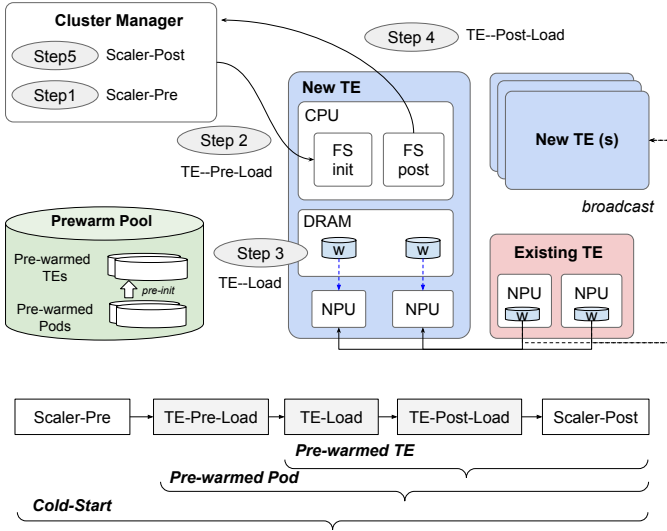 Cluster Manager
Step5 Scaler-Post
Step1 Scaler-Pre
Step 4 TE--Post-Load
Step 2
TE--Pre-Load
New TE
CPU
FS init
FS post
DRAM
W W
NPU NPU
Step 3
TE--Load
New TE (s)
broadcast
Existing TE
NPU NPU
W W
Prewarm Pool
Pre-warmed TEs
pre-init
Pre-warmed Pods
Scaler-Pre TE-Pre-Load TE-Load TE-Post-Load Scaler-Post
Pre-warmed TE
Pre-warmed Pod
Cold-Start